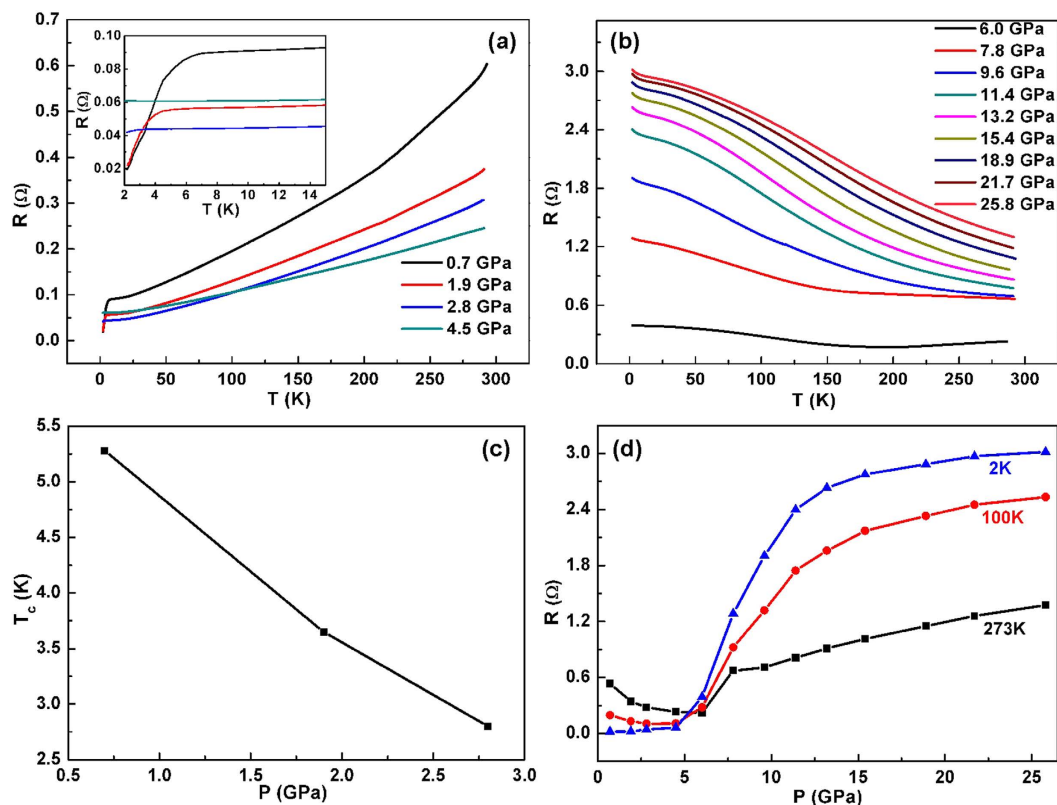 (a)
0.7
0.6
0.5
0.4
0.3
0.2
0.1
0.0
R (Ω)
0 50 100 150 200 250 300
T (K)
0.10
0.08
0.06
0.04
0.02
R (Ω)
2 4 6 8 10 12 14
T (K)
0.7 GPa
1.9 GPa
2.8 GPa
4.5 GPa
(b)
3.0
2.4
1.8
1.2
0.6
0.0
R (Ω)
0 50 100 150 200 250 300
T (K)
6.0 GPa
7.8 GPa
9.6 GPa
11.4 GPa
13.2 GPa
15.4 GPa
18.9 GPa
21.7 GPa
25.8 GPa
(c)
5.5
5.0
4.5
4.0
3.5
3.0
2.5
T_c (K)
0.5 1.0 1.5 2.0 2.5 3.0
P (GPa)
(d)
3.0
2.4
1.8
1.2
0.6
0.0
R (Ω)
0 5 10 15 20 25
P (GPa)
2K
100K
273K